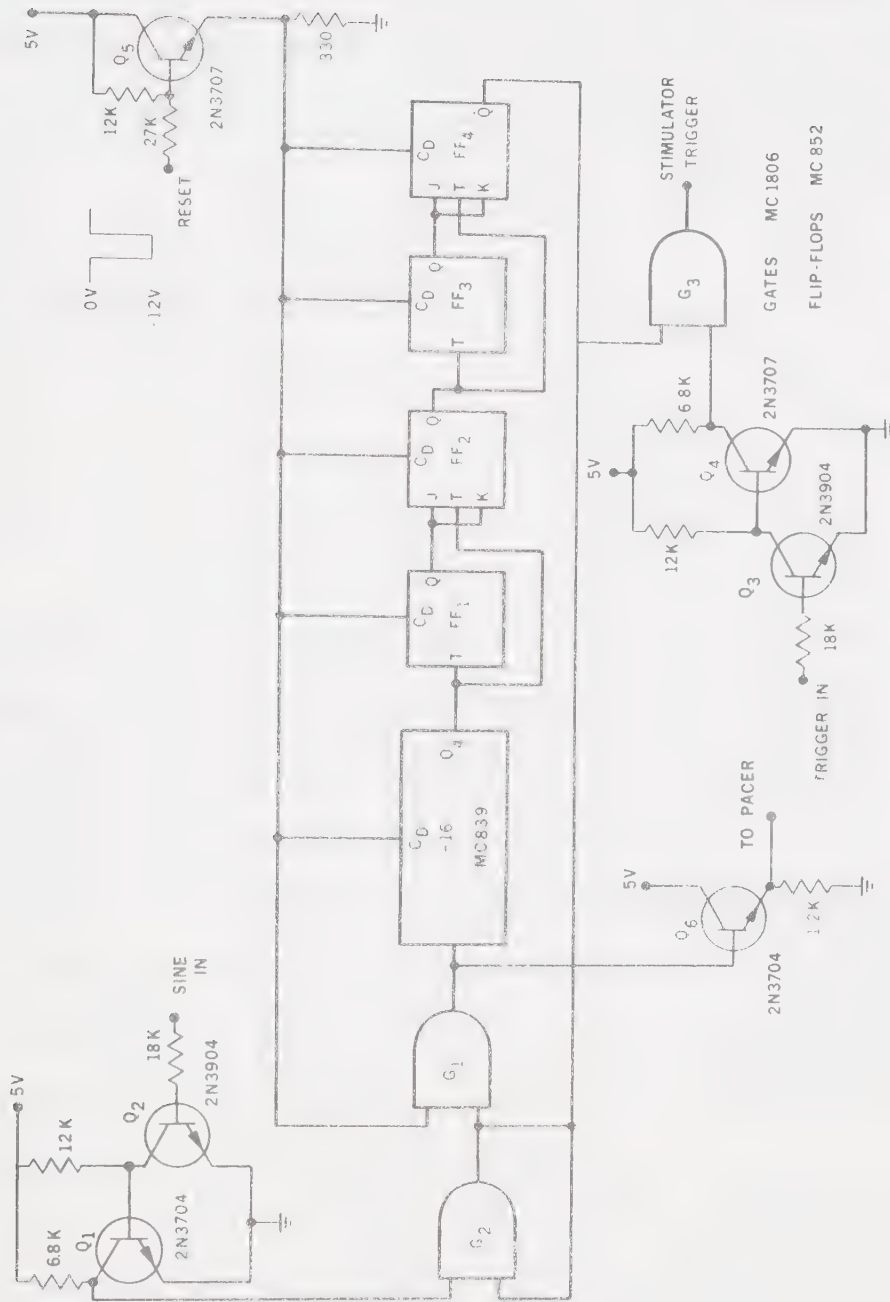 5V
6.8K
12K
Q1
Q2
18K
SINE IN
2N3704
2N3904
0V
-12V
RESET
5V
12K
27K
Q5
2N3707
330
G2
G1
CD
-16
MC839
T
CD
Q
FF1
J
T
K
CD
Q
FF2
T
CD
Q
FF3
J
T
K
CD
FF4
Q
5V
Q6
2N3704
TO PACER
TRIGGER IN
18K
Q3
2N3904
12K
5V
6.8K
Q4
2N3707
G3
STIMULATOR
TRIGGER
GATES MC1806
FLIP-FLOPS MC852